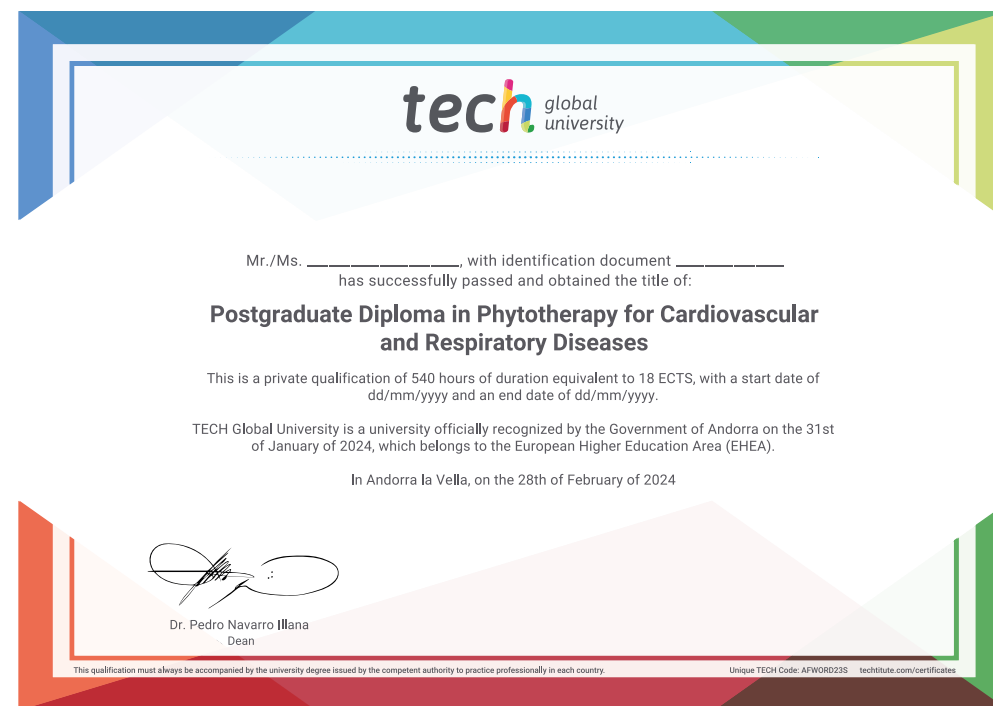 tech global
university
Mr./Ms. ________________, with identification document ____________
has successfully passed and obtained the title of:
Postgraduate Diploma in Phytotherapy for Cardiovascular
and Respiratory Diseases
This is a private qualification of 540 hours of duration equivalent to 18 ECTS, with a start date of
dd/mm/yyyy and an end date of dd/mm/yyyy.
TECH Global University is a university officially recognized by the Government of Andorra on the 31st
of January of 2024, which belongs to the European Higher Education Area (EHEA).
In Andorra la Vella, on the 28th of February of 2024
Dr. Pedro Navarro Illana
Dean
This qualification must always be accompanied by the university degree issued by the competent authority to practice professionally in each country.
Unique TECH Code: AFWORD23S techtitute.com/certificates